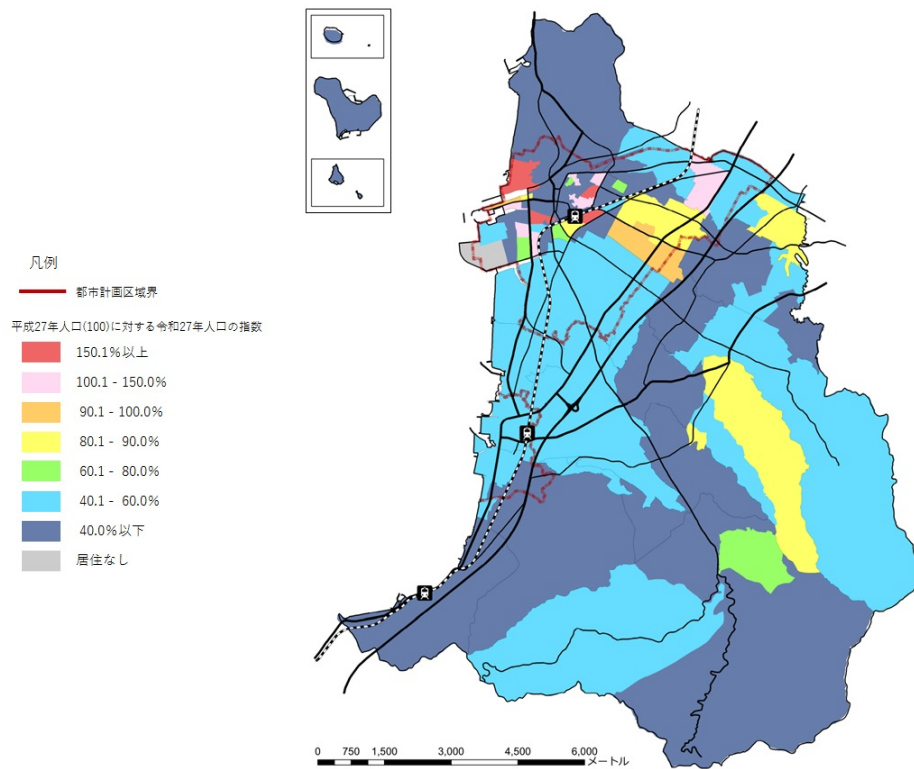 凡例
都市計画区域界
平成27年人口(100)に対する令和27年人口の指数
150.1%以上
100.1 - 150.0%
90.1 - 100.0%
80.1 - 90.0%
60.1 - 80.0%
40.1 - 60.0%
40.0%以下
居住なし
0 750 1,500 3,000 4,500 6,000 メートル